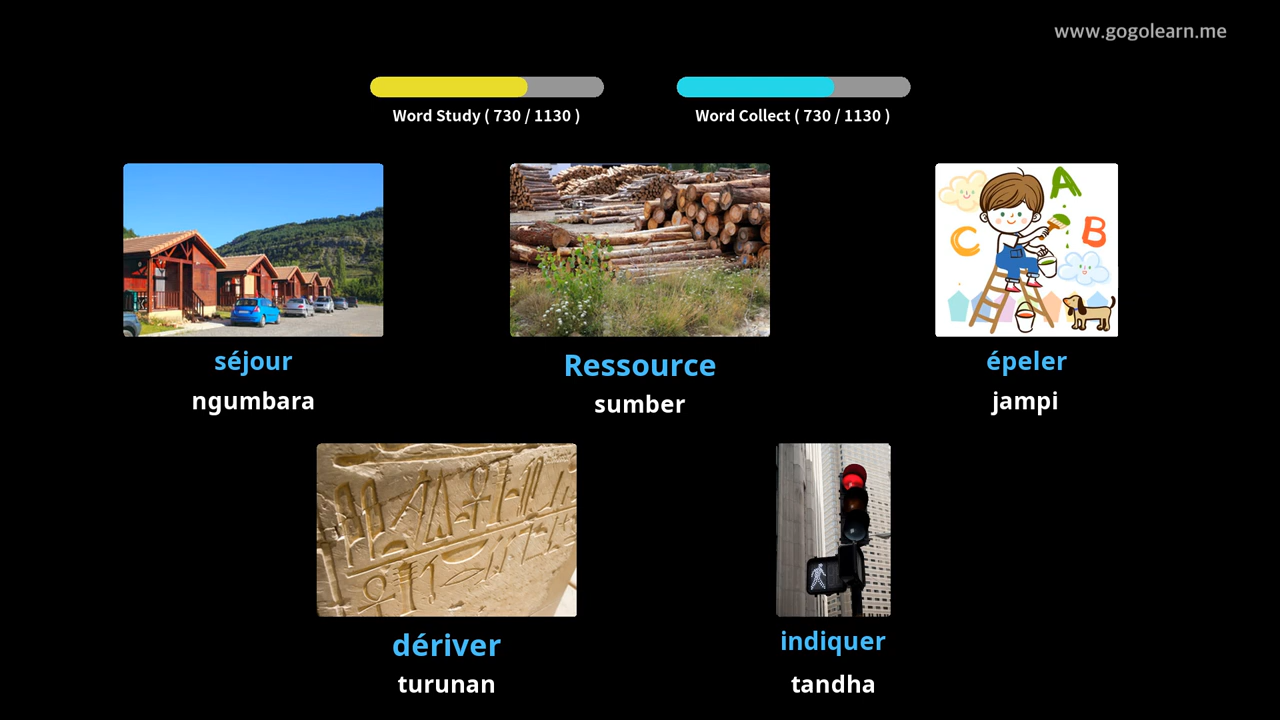 www.gogolearn.me
Word Study ( 730 / 1130 )
Word Collect ( 730 / 1130 )
A
B
C
séjour
Ressource
épeler
ngumbara
sumber
jampi
dériver
indiquer
turunan
tandha